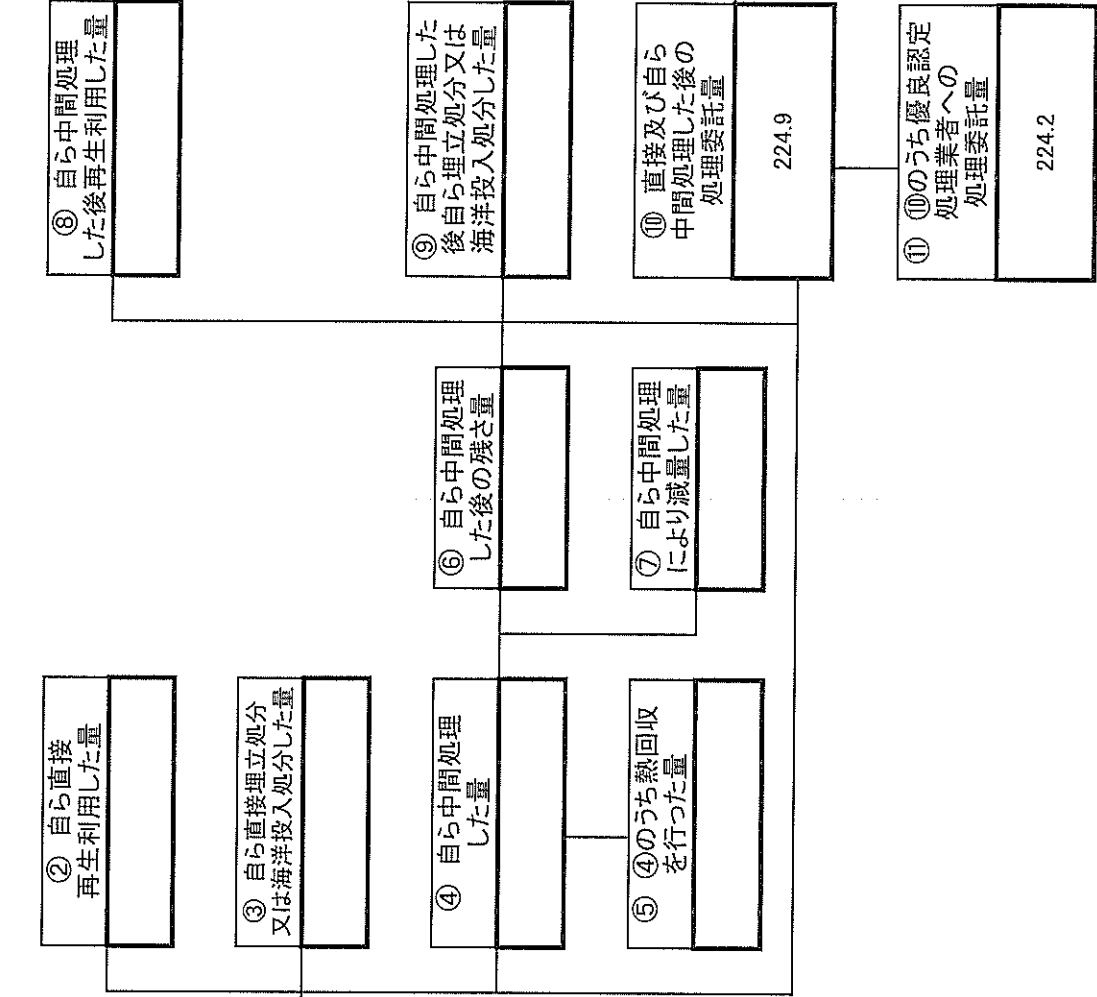 ② 自ら直接
再生利用した量
③ 自ら直接埋立処分
又は海洋投入処分した量
④ 自ら中間処理
した量
⑤ ④のうち熱回収
を行った量
⑥ 自ら中間処理
した後の残さ量
⑦ 自ら中間処理
により減量した量
⑧ 自ら中間処理
した後再生利用した量
⑨ 自ら中間処理した
後自ら埋立処分又は
海洋投入処分した量
⑩ 直接及び自ら
中間処理した後の
処理委託量
224.9
⑪ ⑩のうち優良認定
処理業者への
処理委託量
224.2